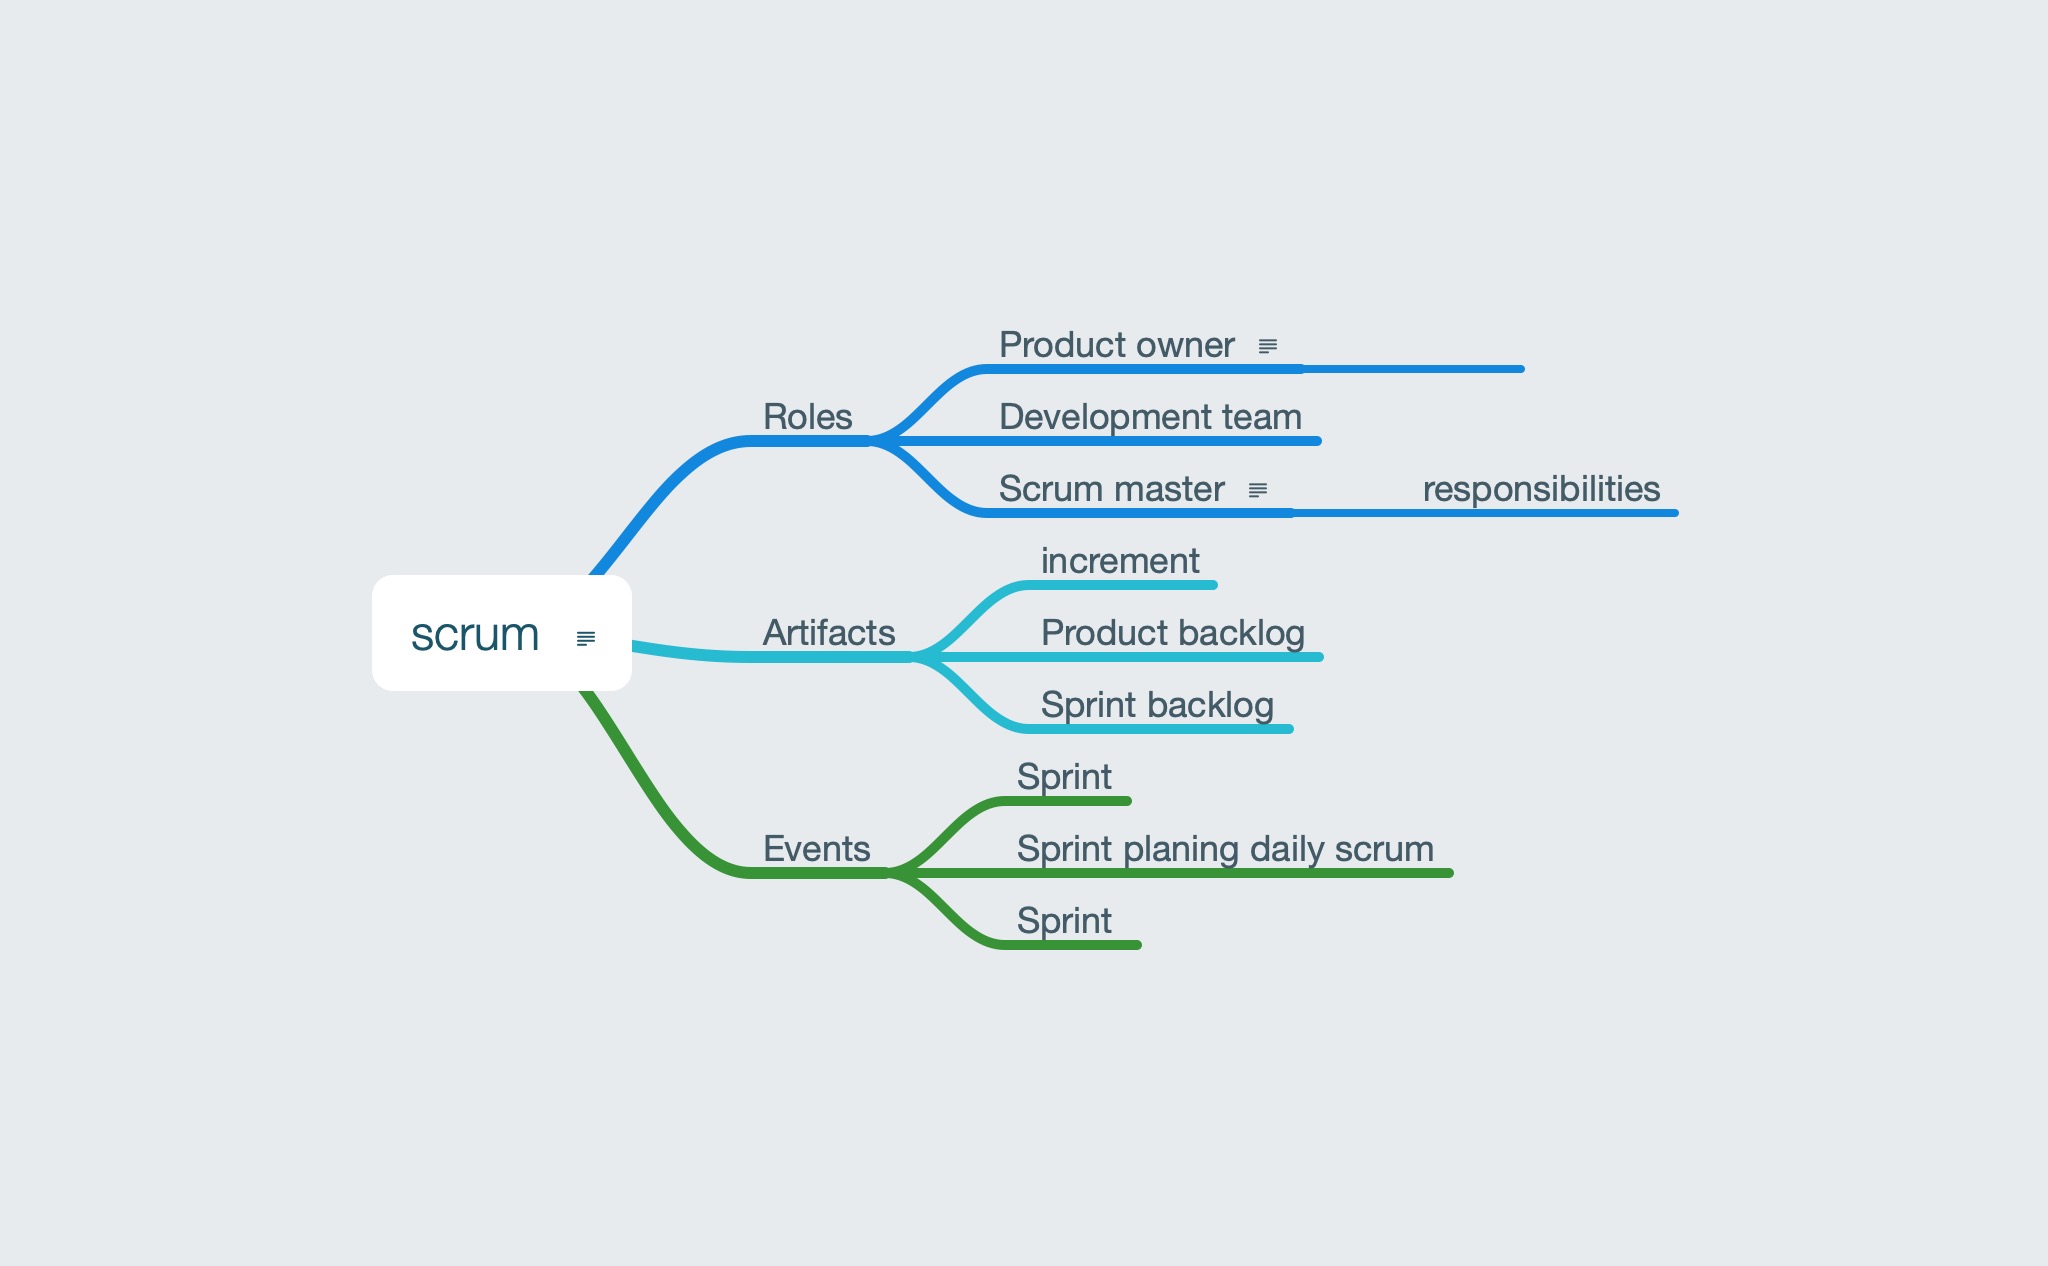 scrum
Roles
Product owner
Development team
Scrum master
responsibilities
Artifacts
increment
Product backlog
Sprint backlog
Events
Sprint
Sprint planing daily scrum
Sprint